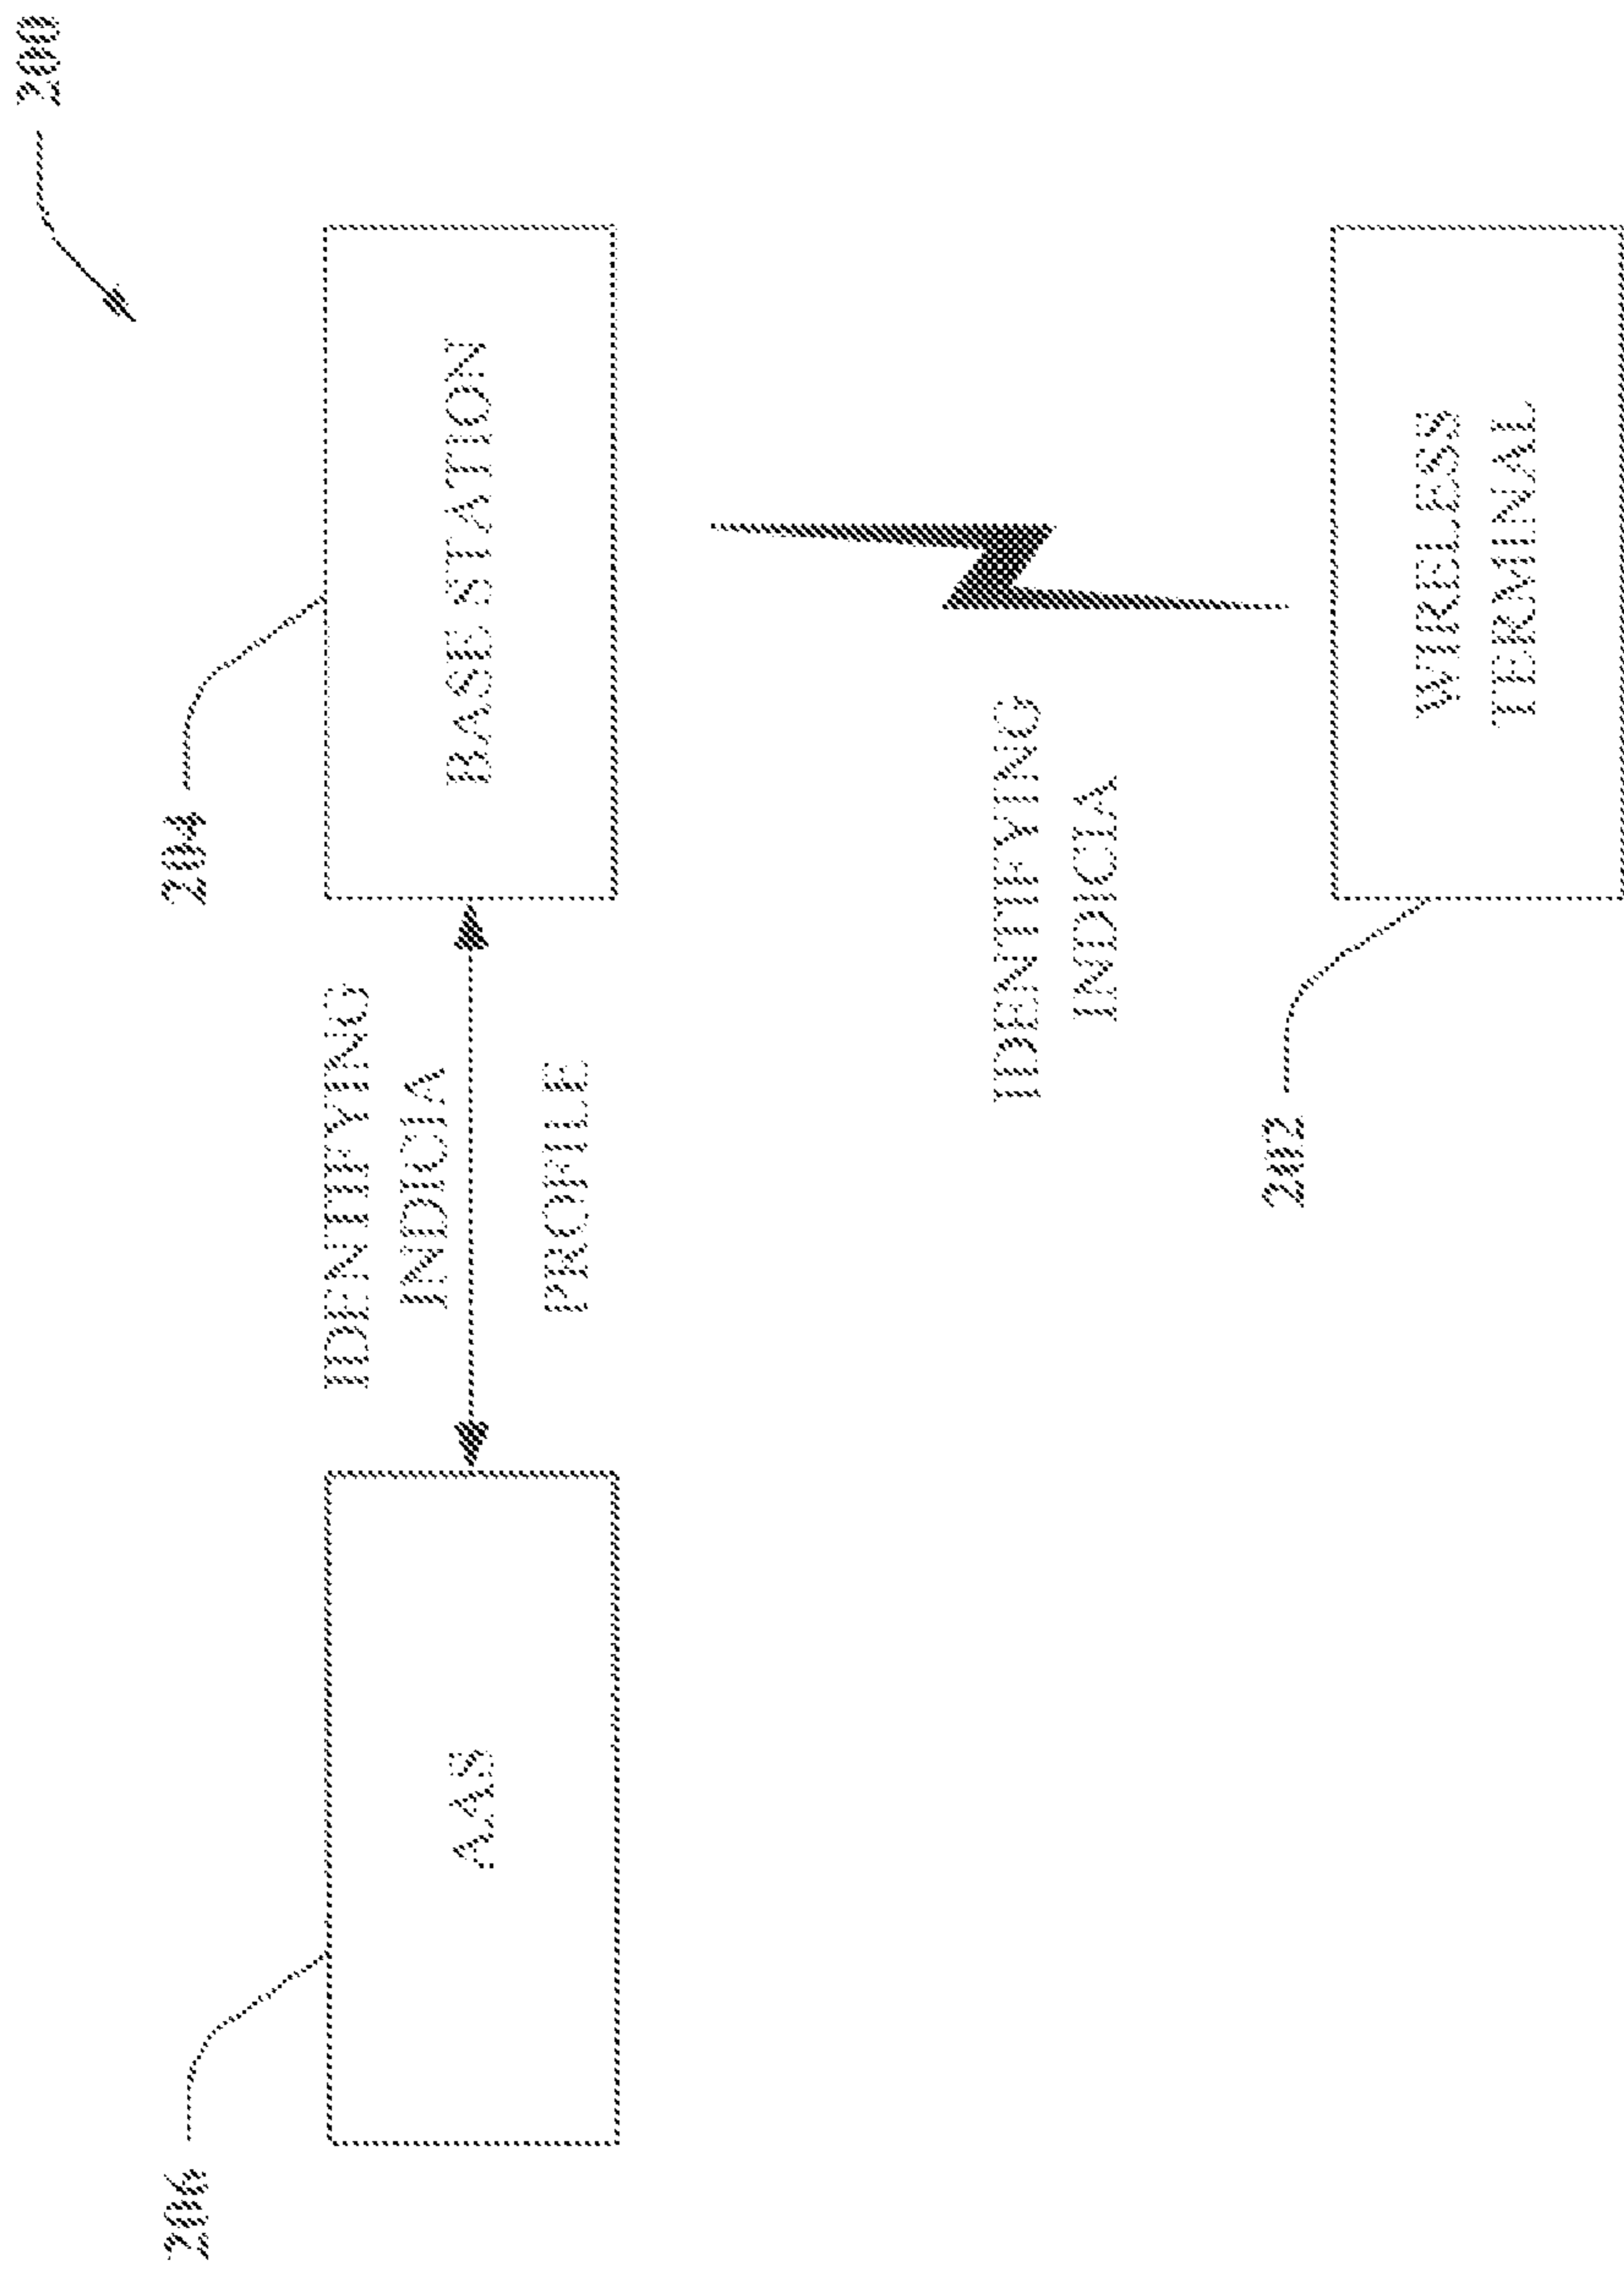 200
206
204
AAS
IDENTIFYING
INDICIA
PROFILE
BASE STATION
IDENTIFYING
INDICIA
202
WIRELESS
TERMINAL